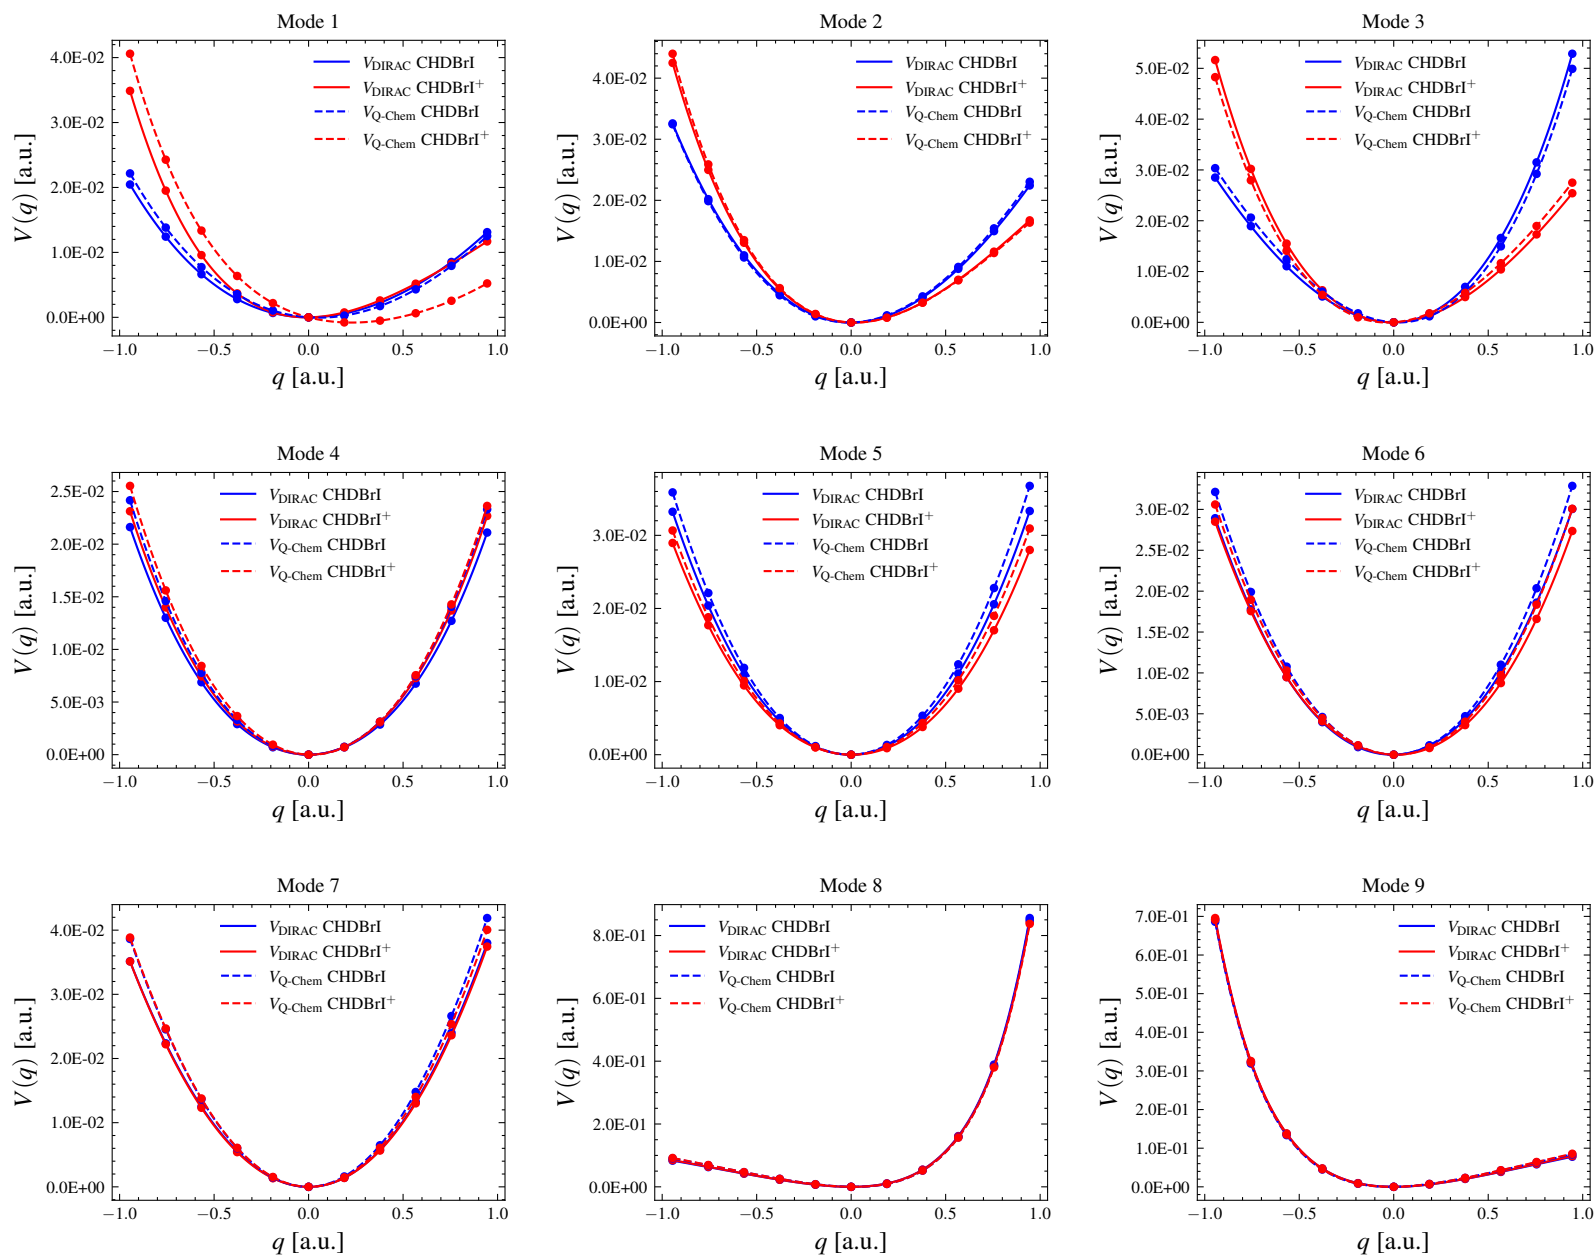 Mode 1
4.0E-02
3.0E-02
2.0E-02
1.0E-02
0.0E+00
V(q) [a.u.]
V_DIRAC CHDBrI
V_DIRAC CHDBrI⁺
V_Q-Chem CHDBrI
V_Q-Chem CHDBrI⁺
−1.0 −0.5 0.0 0.5 1.0
q [a.u.]
Mode 2
4.0E-02
3.0E-02
2.0E-02
1.0E-02
0.0E+00
V(q) [a.u.]
V_DIRAC CHDBrI
V_DIRAC CHDBrI⁺
V_Q-Chem CHDBrI
V_Q-Chem CHDBrI⁺
−1.0 −0.5 0.0 0.5 1.0
q [a.u.]
Mode 3
5.0E-02
4.0E-02
3.0E-02
2.0E-02
1.0E-02
0.0E+00
V(q) [a.u.]
V_DIRAC CHDBrI
V_DIRAC CHDBrI⁺
V_Q-Chem CHDBrI
V_Q-Chem CHDBrI⁺
−1.0 −0.5 0.0 0.5 1.0
q [a.u.]
Mode 4
2.5E-02
2.0E-02
1.5E-02
1.0E-02
5.0E-03
0.0E+00
V(q) [a.u.]
V_DIRAC CHDBrI
V_DIRAC CHDBrI⁺
V_Q-Chem CHDBrI
V_Q-Chem CHDBrI⁺
−1.0 −0.5 0.0 0.5 1.0
q [a.u.]
Mode 5
3.0E-02
2.0E-02
1.0E-02
0.0E+00
V(q) [a.u.]
V_DIRAC CHDBrI
V_DIRAC CHDBrI⁺
V_Q-Chem CHDBrI
V_Q-Chem CHDBrI⁺
−1.0 −0.5 0.0 0.5 1.0
q [a.u.]
Mode 6
3.0E-02
2.5E-02
2.0E-02
1.5E-02
1.0E-02
5.0E-03
0.0E+00
V(q) [a.u.]
V_DIRAC CHDBrI
V_DIRAC CHDBrI⁺
V_Q-Chem CHDBrI
V_Q-Chem CHDBrI⁺
−1.0 −0.5 0.0 0.5 1.0
q [a.u.]
Mode 7
4.0E-02
3.0E-02
2.0E-02
1.0E-02
0.0E+00
V(q) [a.u.]
V_DIRAC CHDBrI
V_DIRAC CHDBrI⁺
V_Q-Chem CHDBrI
V_Q-Chem CHDBrI⁺
−1.0 −0.5 0.0 0.5 1.0
q [a.u.]
Mode 8
8.0E-01
6.0E-01
4.0E-01
2.0E-01
0.0E+00
V(q) [a.u.]
V_DIRAC CHDBrI
V_DIRAC CHDBrI⁺
V_Q-Chem CHDBrI
V_Q-Chem CHDBrI⁺
−1.0 −0.5 0.0 0.5 1.0
q [a.u.]
Mode 9
7.0E-01
6.0E-01
5.0E-01
4.0E-01
3.0E-01
2.0E-01
1.0E-01
0.0E+00
V(q) [a.u.]
V_DIRAC CHDBrI
V_DIRAC CHDBrI⁺
V_Q-Chem CHDBrI
V_Q-Chem CHDBrI⁺
−1.0 −0.5 0.0 0.5 1.0
q [a.u.]